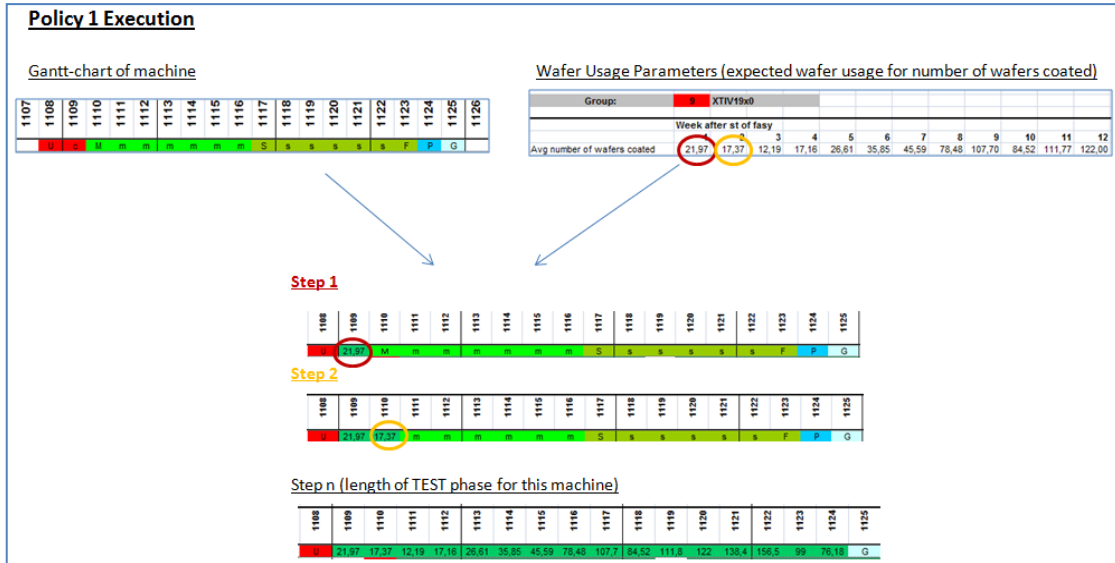 Policy 1 Execution
Gantt-chart of machine
1107 1108 1109 1110 1111 1112 1113 1114 1115 1116 1117 1118 1119 1120 1121 1122 1123 1124 1125 1126
U c M m m m m m m S s s s s s F P G
Wafer Usage Parameters (expected wafer usage for number of wafers coated)
Group: 9 XTIV19x0
Week after st of fasy
1 2 3 4 5 6 7 8 9 10 11 12
Avg number of wafers coated 21,97 17,37 12,19 17,16 26,61 35,85 45,59 78,48 107,70 84,52 111,77 122,00
Step 1
1108 1109 1110 1111 1112 1113 1114 1115 1116 1117 1118 1119 1120 1121 1122 1123 1124 1125
U 21,97 M m m m m m m S s s s s s F P G
Step 2
1108 1109 1110 1111 1112 1113 1114 1115 1116 1117 1118 1119 1120 1121 1122 1123 1124 1125
U 21,97 17,37 m m m m m m S s s s s s F P G
Step n (length of TEST phase for this machine)
1108 1109 1110 1111 1112 1113 1114 1115 1116 1117 1118 1119 1120 1121 1122 1123 1124 1125
U 21,97 17,37 12,19 17,16 26,61 35,85 45,59 78,48 107,7 84,52 111,8 122 138,4 156,5 99 76,18 G